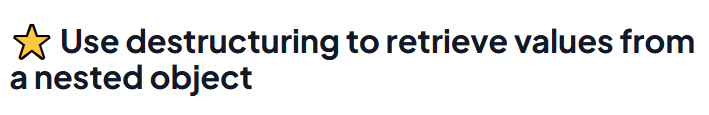 ⭐ Use destructuring to retrieve values from
a nested object